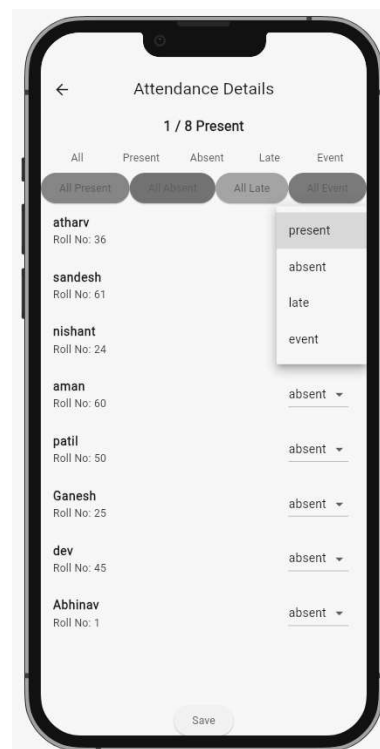 Attendance Details
1 / 8 Present
All Present Absent Late Event
All Present All Absent All Late All Event
atharv
Roll No: 36
present
sandesh
Roll No: 61
absent
late
nishant
Roll No: 24
event
aman
Roll No: 60
absent
patil
Roll No: 50
absent
Ganesh
Roll No: 25
absent
dev
Roll No: 45
absent
Abhinav
Roll No: 1
absent
Save